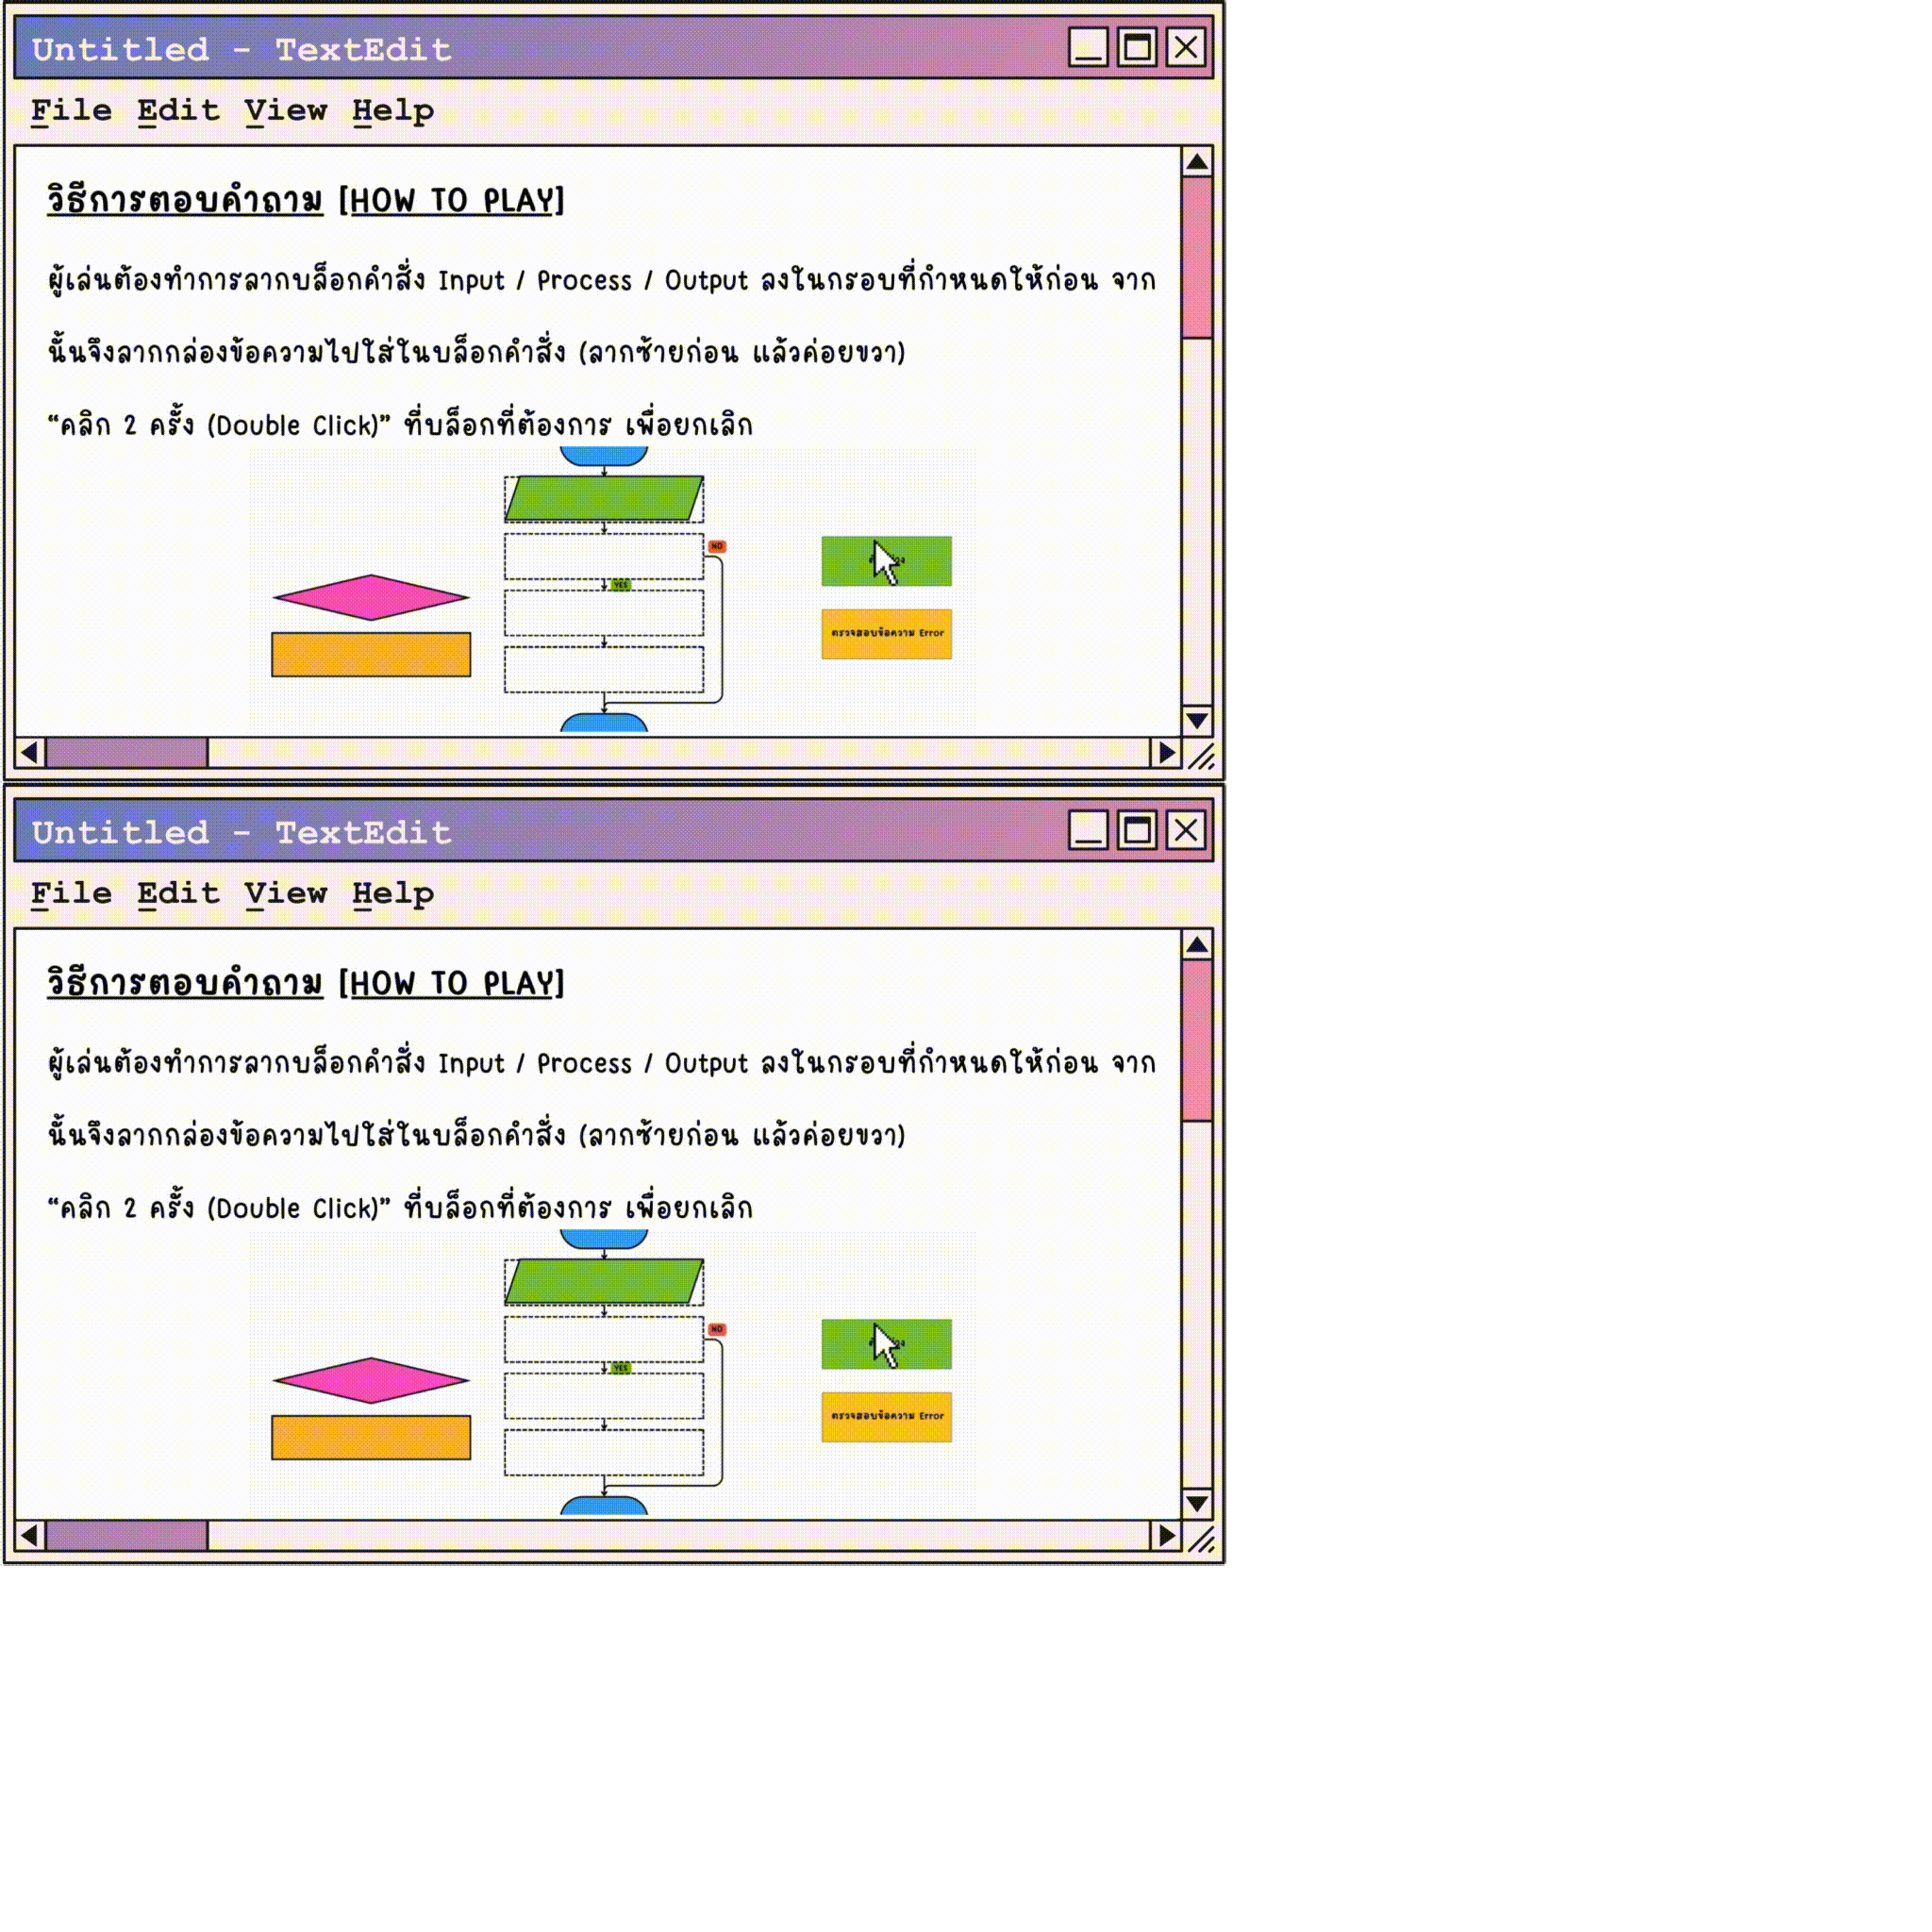 Untitled - TextEdit
File Edit View Help
วิธีการตอบคำถาม [HOW TO PLAY]
ผู้เล่นต้องทำการลากบล็อกคำสั่ง Input / Process / Output ลงในกรอบที่กำหนดให้ก่อน จาก
นั้นจึงลากกล่องข้อความไปใส่ในบล็อกคำสั่ง (ลากซ้ายก่อน แล้วค่อยขวา)
“คลิก 2 ครั้ง (Double Click)” ที่บล็อกที่ต้องการ เพื่อยกเลิก
NO
YES
ตรวจสอบข้อความ Error
Untitled - TextEdit
File Edit View Help
วิธีการตอบคำถาม [HOW TO PLAY]
ผู้เล่นต้องทำการลากบล็อกคำสั่ง Input / Process / Output ลงในกรอบที่กำหนดให้ก่อน จาก
นั้นจึงลากกล่องข้อความไปใส่ในบล็อกคำสั่ง (ลากซ้ายก่อน แล้วค่อยขวา)
“คลิก 2 ครั้ง (Double Click)” ที่บล็อกที่ต้องการ เพื่อยกเลิก
NO
YES
ตรวจสอบข้อความ Error